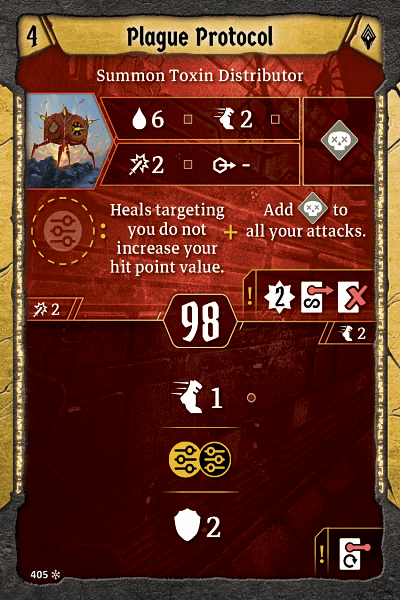 4
Plague Protocol
Summon Toxin Distributor
6
2
2
-
:
Heals targeting
you do not
increase your
hit point value.
+
Add to
all your attacks.
! 2
2
98
2
1
2
!
405